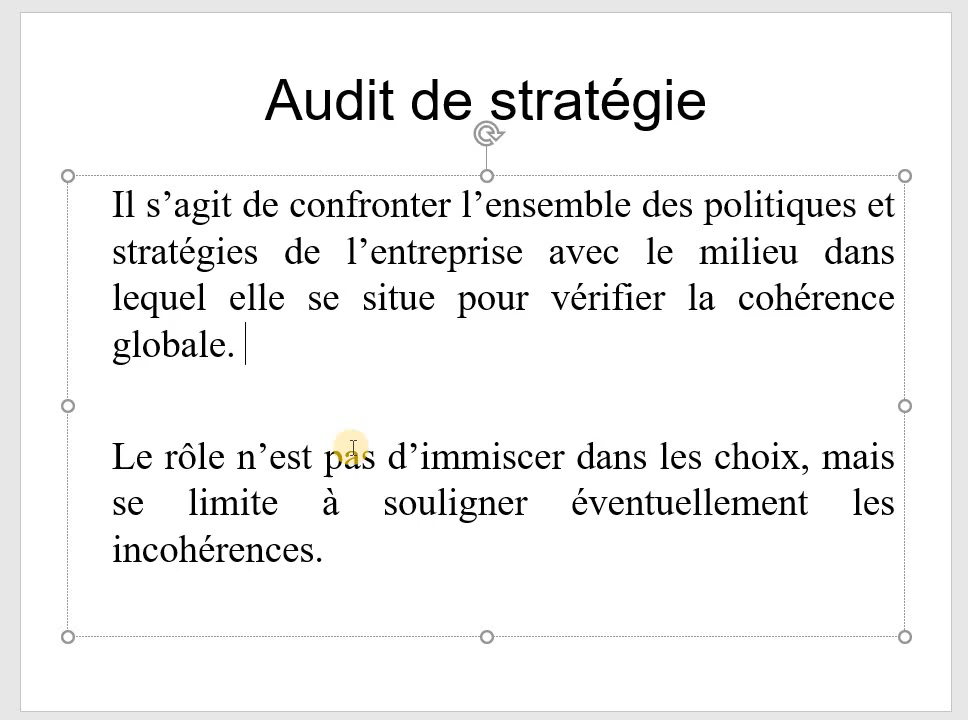 Audit de stratégie
Il s’agit de confronter l’ensemble des politiques et
stratégies de l’entreprise avec le milieu dans
lequel elle se situe pour vérifier la cohérence
globale.
Le rôle n’est pas d’immiscer dans les choix, mais
se limite à souligner éventuellement les
incohérences.